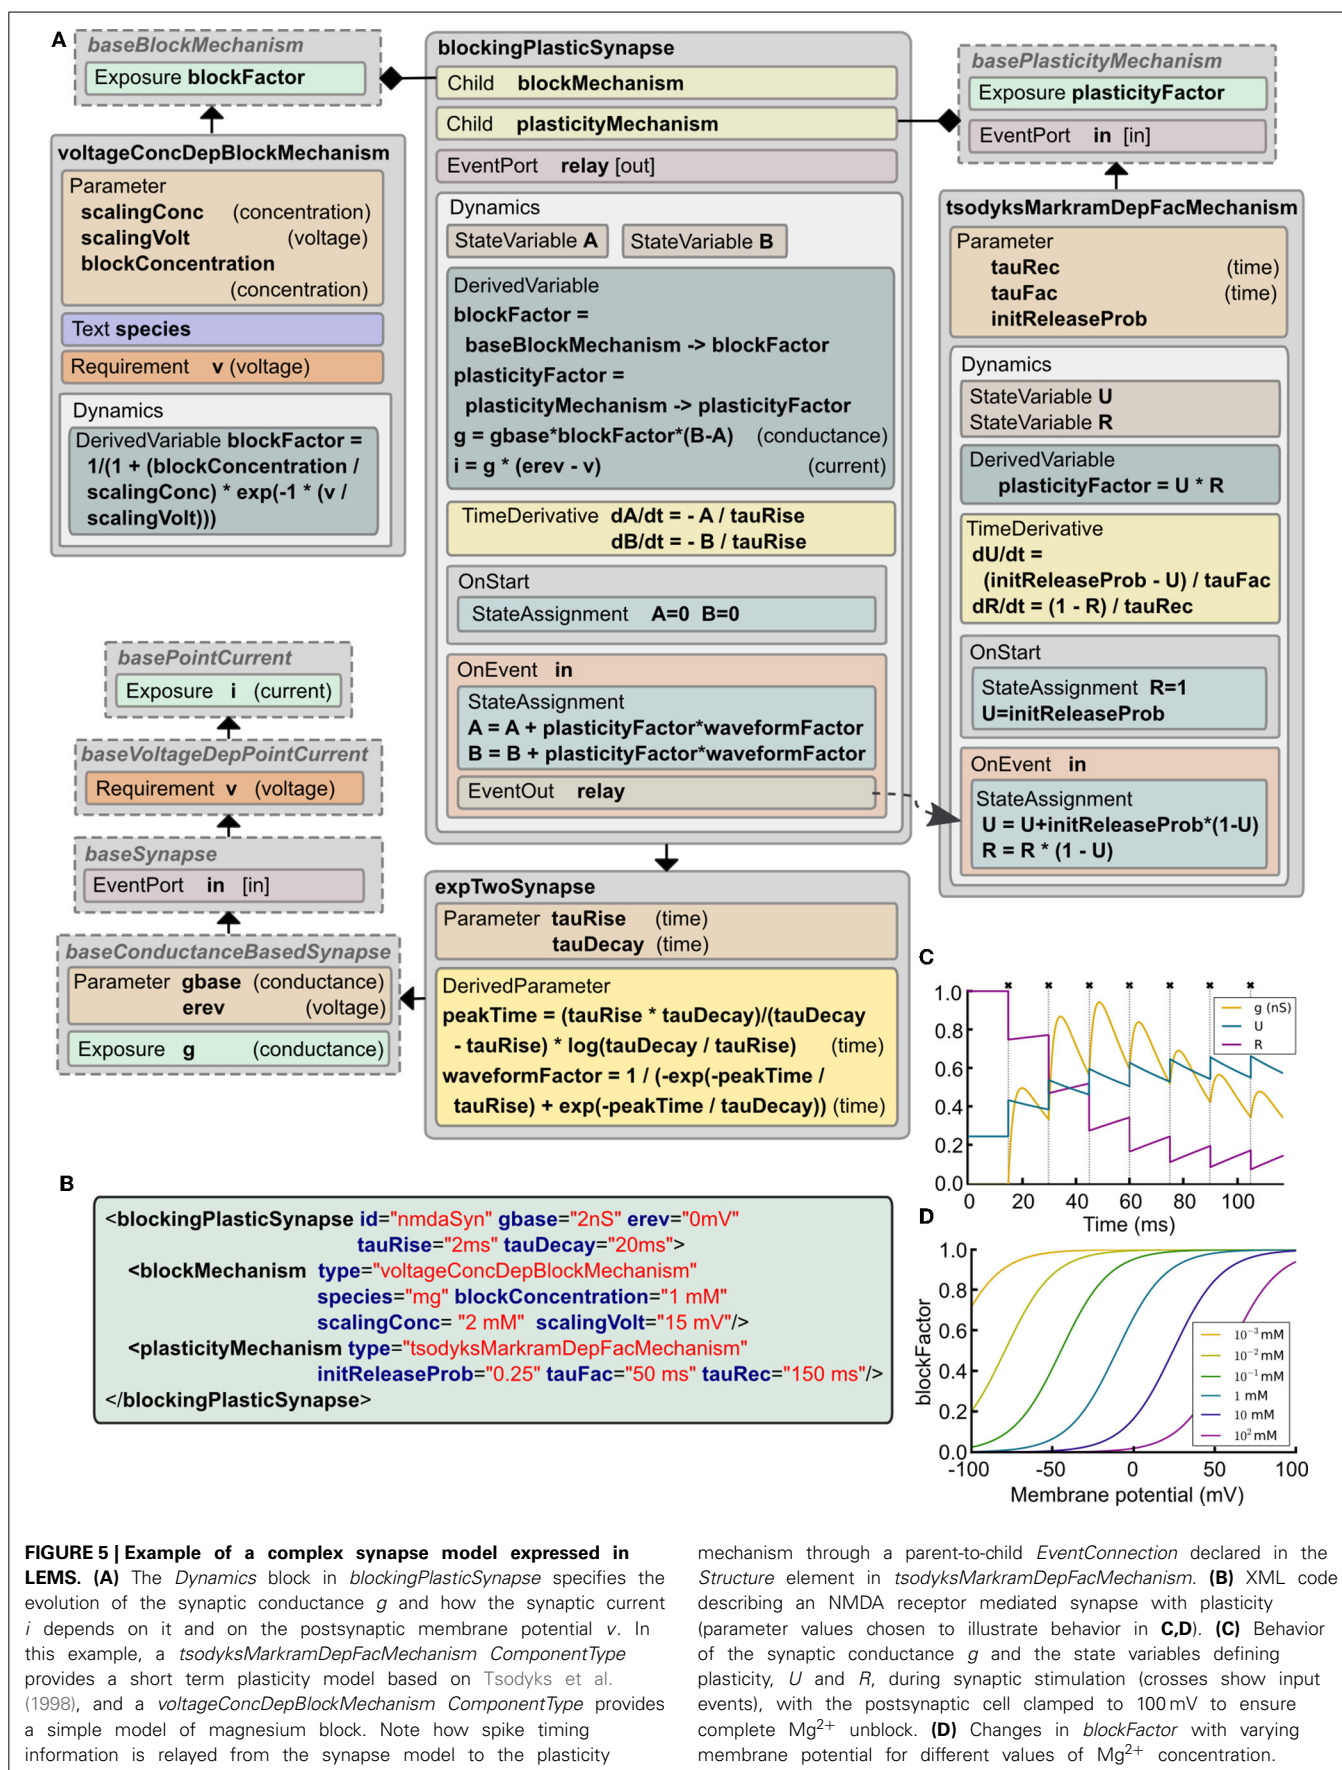 A
baseBlockMechanism
Exposure blockFactor
voltageConcDepBlockMechanism
Parameter
scalingConc (concentration)
scalingVolt (voltage)
blockConcentration
(concentration)
Text species
Requirement v (voltage)
Dynamics
DerivedVariable blockFactor =
1/(1 + (blockConcentration /
scalingConc) * exp(-1 * (v /
scalingVolt)))
blockingPlasticSynapse
Child blockMechanism
Child plasticityMechanism
EventPort relay [out]
Dynamics
StateVariable A StateVariable B
DerivedVariable
blockFactor =
baseBlockMechanism -> blockFactor
plasticityFactor =
plasticityMechanism -> plasticityFactor
g = gbase*blockFactor*(B-A) (conductance)
i = g * (erev - v) (current)
TimeDerivative dA/dt = - A / tauRise
dB/dt = - B / tauRise
OnStart
StateAssignment A=0 B=0
OnEvent in
StateAssignment
A = A + plasticityFactor*waveformFactor
B = B + plasticityFactor*waveformFactor
EventOut relay
basePlasticityMechanism
Exposure plasticityFactor
EventPort in [in]
tsodyksMarkramDepFacMechanism
Parameter
tauRec (time)
tauFac (time)
initReleaseProb
Dynamics
StateVariable U
StateVariable R
DerivedVariable
plasticityFactor = U * R
TimeDerivative
dU/dt =
(initReleaseProb - U) / tauFac
dR/dt = (1 - R) / tauRec
OnStart
StateAssignment R=1
U=initReleaseProb
OnEvent in
StateAssignment
U = U+initReleaseProb*(1-U)
R = R * (1 - U)
basePointCurrent
Exposure i (current)
baseVoltageDepPointCurrent
Requirement v (voltage)
baseSynapse
EventPort in [in]
baseConductanceBasedSynapse
Parameter gbase (conductance)
erev (voltage)
Exposure g (conductance)
expTwoSynapse
Parameter tauRise (time)
tauDecay (time)
DerivedParameter
peakTime = (tauRise * tauDecay)/(tauDecay
- tauRise) * log(tauDecay / tauRise) (time)
waveformFactor = 1 / (-exp(-peakTime /
tauRise) + exp(-peakTime / tauDecay)) (time)
B
<blockingPlasticSynapse id="nmdaSyn" gbase="2nS" erev="0mV"
tauRise="2ms" tauDecay="20ms">
<blockMechanism type="voltageConcDepBlockMechanism"
species="mg" blockConcentration="1 mM"
scalingConc= "2 mM" scalingVolt="15 mV"/>
<plasticityMechanism type="tsodyksMarkramDepFacMechanism"
initReleaseProb="0.25" tauFac="50 ms" tauRec="150 ms"/>
</blockingPlasticSynapse>
C
1.0
0.8
0.6
0.4
0.2
0.0
0 20 40 60 80 100
Time (ms)
g (nS)
U
R
D
1.0
0.8
0.6
0.4
0.2
0.0
blockFactor
-100 -50 0 50 100
Membrane potential (mV)
10⁻³ mM
10⁻² mM
10⁻¹ mM
1 mM
10 mM
10² mM
FIGURE 5 | Example of a complex synapse model expressed in
LEMS. (A) The Dynamics block in blockingPlasticSynapse specifies the
evolution of the synaptic conductance g and how the synaptic current
i depends on it and on the postsynaptic membrane potential v. In
this example, a tsodyksMarkramDepFacMechanism ComponentType
provides a short term plasticity model based on Tsodyks et al.
(1998), and a voltageConcDepBlockMechanism ComponentType provides
a simple model of magnesium block. Note how spike timing
information is relayed from the synapse model to the plasticity
mechanism through a parent-to-child EventConnection declared in the
Structure element in tsodyksMarkramDepFacMechanism. (B) XML code
describing an NMDA receptor mediated synapse with plasticity
(parameter values chosen to illustrate behavior in C,D). (C) Behavior
of the synaptic conductance g and the state variables defining
plasticity, U and R, during synaptic stimulation (crosses show input
events), with the postsynaptic cell clamped to 100 mV to ensure
complete Mg²⁺ unblock. (D) Changes in blockFactor with varying
membrane potential for different values of Mg²⁺ concentration.